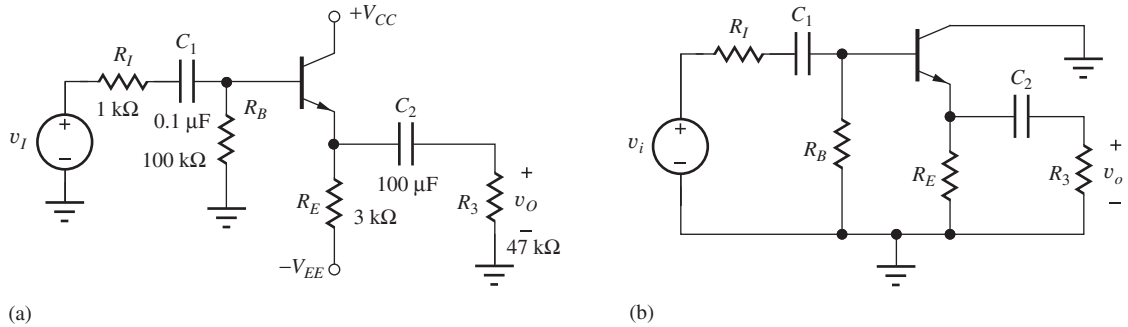 +V_CC
R_I
C_1
1 kΩ
0.1 μF
R_B
100 kΩ
v_I
+
−
C_2
100 μF
R_E
3 kΩ
R_3
+
v_O
−
47 kΩ
−V_EE
(a)
R_I
C_1
C_2
v_i
+
−
R_B
R_E
R_3
+
v_o
−
(b)